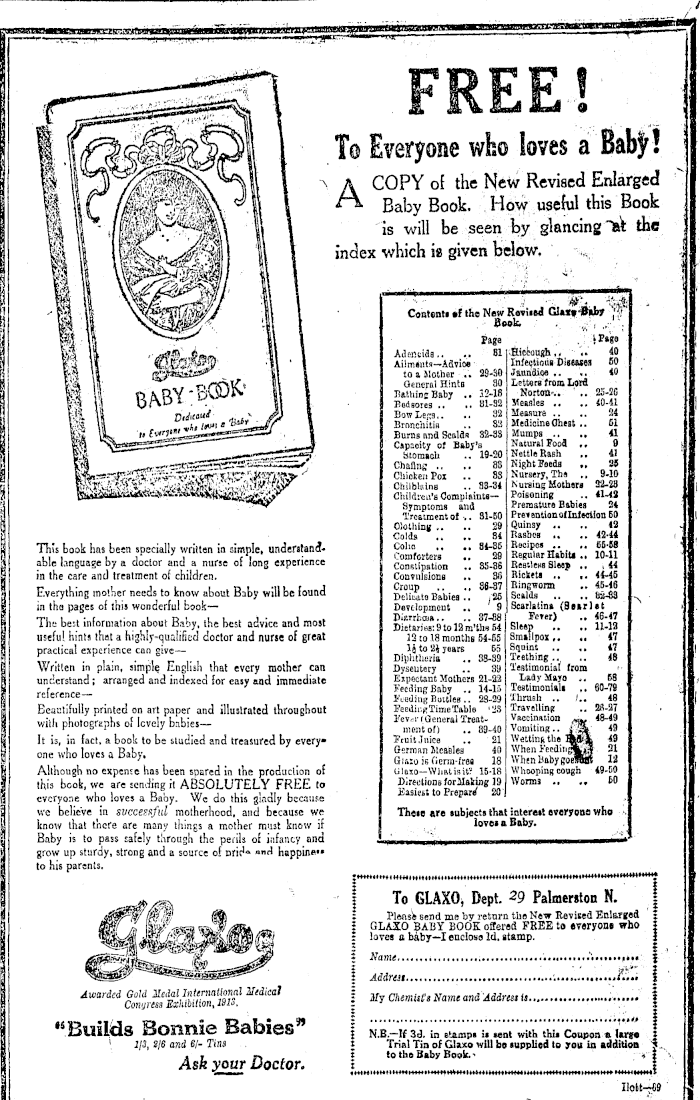 FREE!
To Everyone who loves a Baby!
A COPY of the New Revised Enlarged
Baby Book. How useful this Book
is will be seen by glancing at the
index which is given below.
Glaxo
BABY-BOOK
Dedicated
to Everyone who loves a Baby
This book has been specially written in simple, understand-
able language by a doctor and a nurse of long experience
in the care and treatment of children.
Everything mother needs to know about Baby will be found
in the pages of this wonderful book—
The best information about Baby, the best advice and most
useful hints that a highly-qualified doctor and nurse of great
practical experience can give—
Written in plain, simple English that every mother can
understand; arranged and indexed for easy and immediate
reference—
Beautifully printed on art paper and illustrated throughout
with photographs of lovely babies—
It is, in fact, a book to be studied and treasured by every-
one who loves a Baby.
Although no expense has been spared in the production of
this book, we are sending it ABSOLUTELY FREE to
everyone who loves a Baby. We do this gladly because
we believe in successful motherhood, and because we
know that there are many things a mother must know if
Baby is to pass safely through the perils of infancy and
grow up sturdy, strong and a source of pride and happiness
to his parents.
Glaxo
Awarded Gold Medal International Medical
Congress Exhibition, 1913.
"Builds Bonnie Babies"
1/3, 2/6 and 6/- Tins
Ask your Doctor.
Contents of the New Revised Glaxo Baby
Book.
Page
Adenoids .. .. 81
Ailments—Advice
to a Mother .. 29-30
General Hints 30
Bathing Baby .. 12-18
Bedsores .. .. 31-32
Bow Legs .. .. 32
Bronchitis 32
Burns and Scalds 32-33
Capacity of Baby's
Stomach .. 19-20
Chafing .. .. 33
Chicken Pox .. 33
Chilblains .. 33-34
Children's Complaints—
Symptoms and
Treatment of .. 31-50
Clothing .. .. 29
Colds .. .. 34
Colic .. .. 34-35
Comforters .. 29
Constipation .. 35-36
Convulsions .. 36
Croup .. .. 36-37
Delicate Babies .. 25
Development .. 9
Diarrhœa .. .. 37-38
Dietaries: 9 to 12 m'ths 54
12 to 18 months 54-55
1½ to 2½ years 55
Diphtheria .. 38-39
Dysentery .. 39
Expectant Mothers 21-23
Feeding Baby .. 14-15
Feeding Bottles .. 28-29
Feeding Time Table 23
Fever (General Treat-
ment of) .. 39-40
Fruit Juice .. 21
German Measles 40
Glaxo is Germ-free 18
Glaxo—What is it? 15-18
Directions for Making 19
Easiest to Prepare 20
Page
Hiccough .. .. 40
Infectious Diseases 50
Jaundice .. .. 40
Letters from Lord
Norton .. .. 25-26
Measles .. .. 40-41
Measure .. .. 24
Medicine Chest .. 51
Mumps .. .. 41
Natural Food .. 9
Nettle Rash .. 41
Night Feeds .. 25
Nursery, The .. 9-10
Nursing Mothers 22-23
Poisoning .. 41-42
Premature Babies 24
Prevention of Infection 50
Quinsy .. .. 42
Rashes .. .. 42-44
Recipes .. .. 55-58
Regular Habits .. 10-11
Restless Sleep .. 44
Rickets .. .. 44-45
Ringworm .. 45-46
Scalds .. .. 32-33
Scarlatina (Scarlet
Fever) .. .. 46-47
Sleep .. .. 11-12
Smallpox .. .. 47
Squint .. .. 47
Teething .. .. 48
Testimonial from
Lady Mayo .. 58
Testimonials .. 60-79
Thrush .. .. 48
Travelling .. 26-27
Vaccination 48-49
Vomiting .. .. 49
Wetting the 49
When Feeding 21
When Baby goes out 12
Whooping cough 49-50
Worms .. .. 50
These are subjects that interest everyone who
loves a Baby.
To GLAXO, Dept. 29 Palmerston N.
Please send me by return the New Revised Enlarged
GLAXO BABY BOOK offered FREE to everyone who
loves a baby—I enclose 1d. stamp.
Name
Address
My Chemist's Name and Address is
N.B.—If 3d. in stamps is sent with this Coupon a large
Trial Tin of Glaxo will be supplied to you in addition
to the Baby Book.
Ilott—69